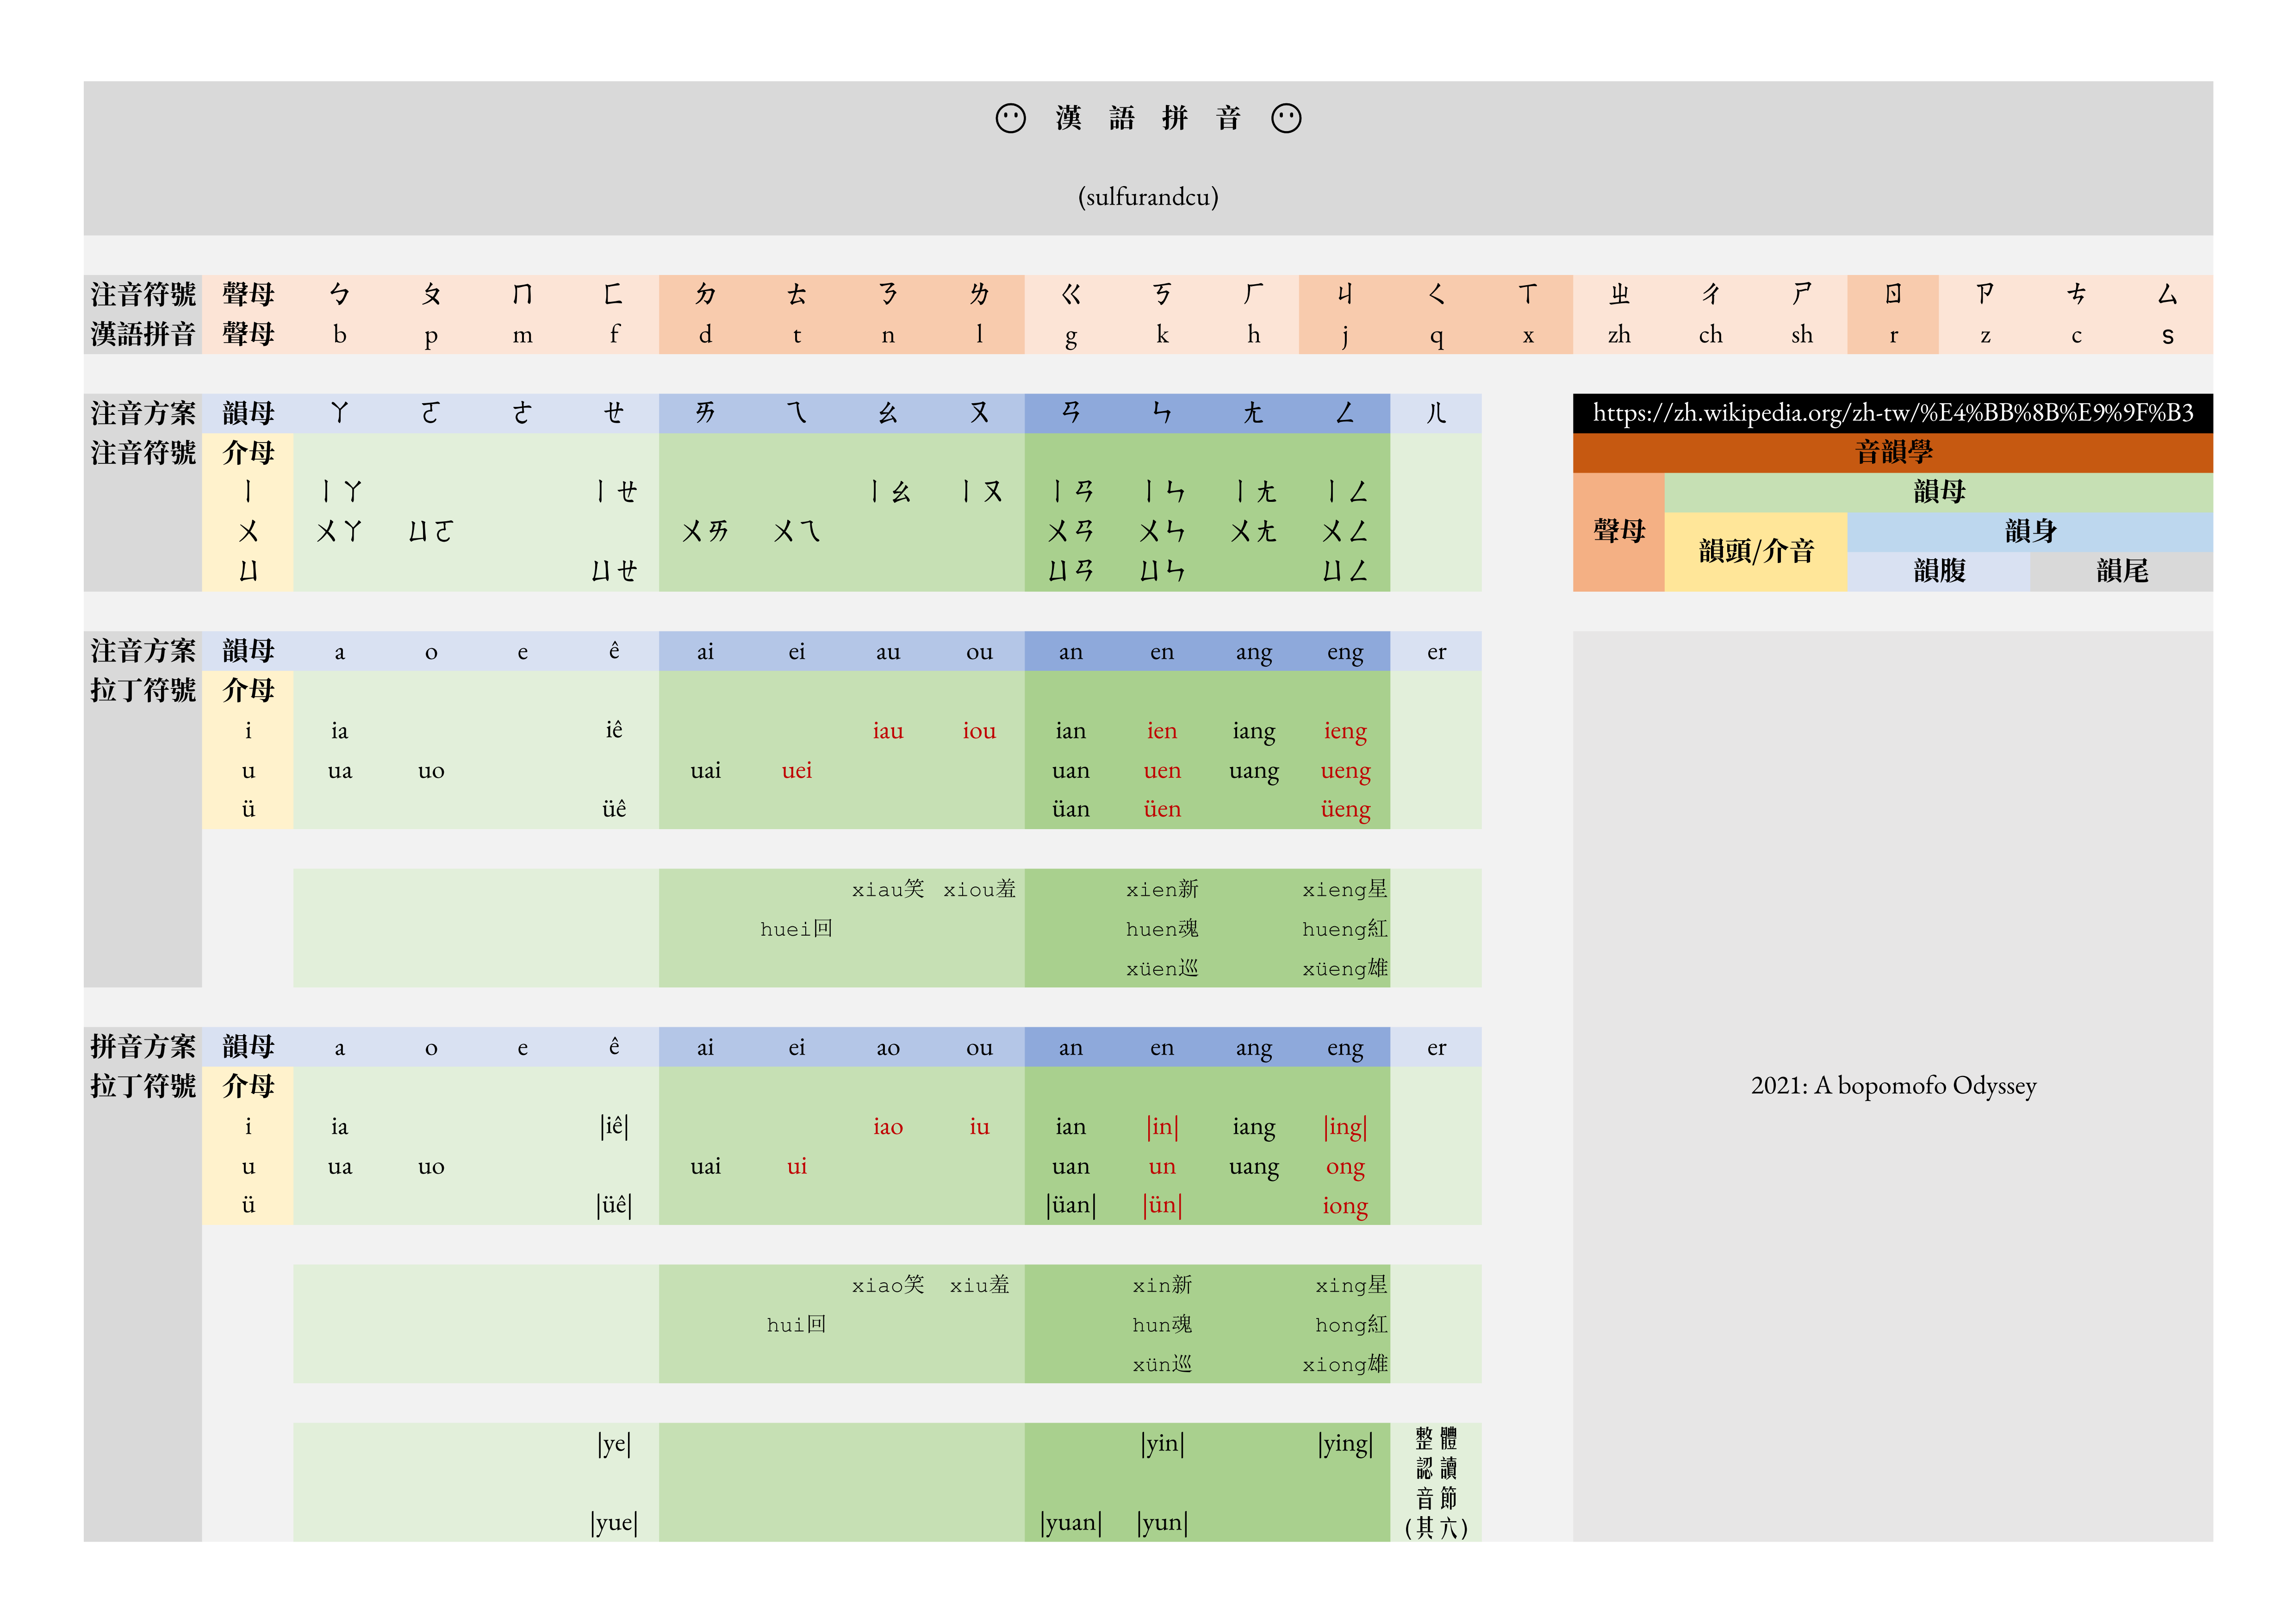 😶 漢 語 拼 音 😶
(sulfurandcu)
注音符號 聲母 ㄅ ㄆ ㄇ ㄈ ㄉ ㄊ ㄋ ㄌ ㄍ ㄎ ㄏ ㄐ ㄑ ㄒ ㄓ ㄔ ㄕ ㄖ ㄗ ㄘ ㄙ
漢語拼音 聲母 b p m f d t n l g k h j q x zh ch sh r z c s
注音方案 韻母 ㄚ ㄛ ㄜ ㄝ ㄞ ㄟ ㄠ ㄡ ㄢ ㄣ ㄤ ㄥ ㄦ
注音符號 介母
ㄧ ㄧㄚ ㄧㄝ ㄧㄠ ㄧㄡ ㄧㄢ ㄧㄣ ㄧㄤ ㄧㄥ
ㄨ ㄨㄚ ㄩㄛ ㄨㄞ ㄨㄟ ㄨㄢ ㄨㄣ ㄨㄤ ㄨㄥ
ㄩ ㄩㄝ ㄩㄢ ㄩㄣ ㄩㄥ
https://zh.wikipedia.org/zh-tw/%E4%BB%8B%E9%9F%B3
音韻學
聲母 韻母
韻頭/介音 韻身
韻腹 韻尾
注音方案 韻母 a o e ê ai ei au ou an en ang eng er
拉丁符號 介母
i ia iê iau iou ian ien iang ieng
u ua uo uai uei uan uen uang ueng
ü üê üan üen üeng
xiau笑 xiou羞 xien新 xieng星
huei回 huen魂 hueng紅
xüen巡 xüeng雄
拼音方案 韻母 a o e ê ai ei ao ou an en ang eng er
拉丁符號 介母
i ia |iê| iao iu ian |in| iang |ing|
u ua uo uai ui uan un uang ong
ü |üê| |üan| |ün| iong
xiao笑 xiu羞 xin新 xing星
hui回 hun魂 hong紅
xün巡 xiong雄
|ye| |yin| |ying|
|yue| |yuan| |yun|
整體
認讀
音節
(其六)
2021: A bopomofo Odyssey